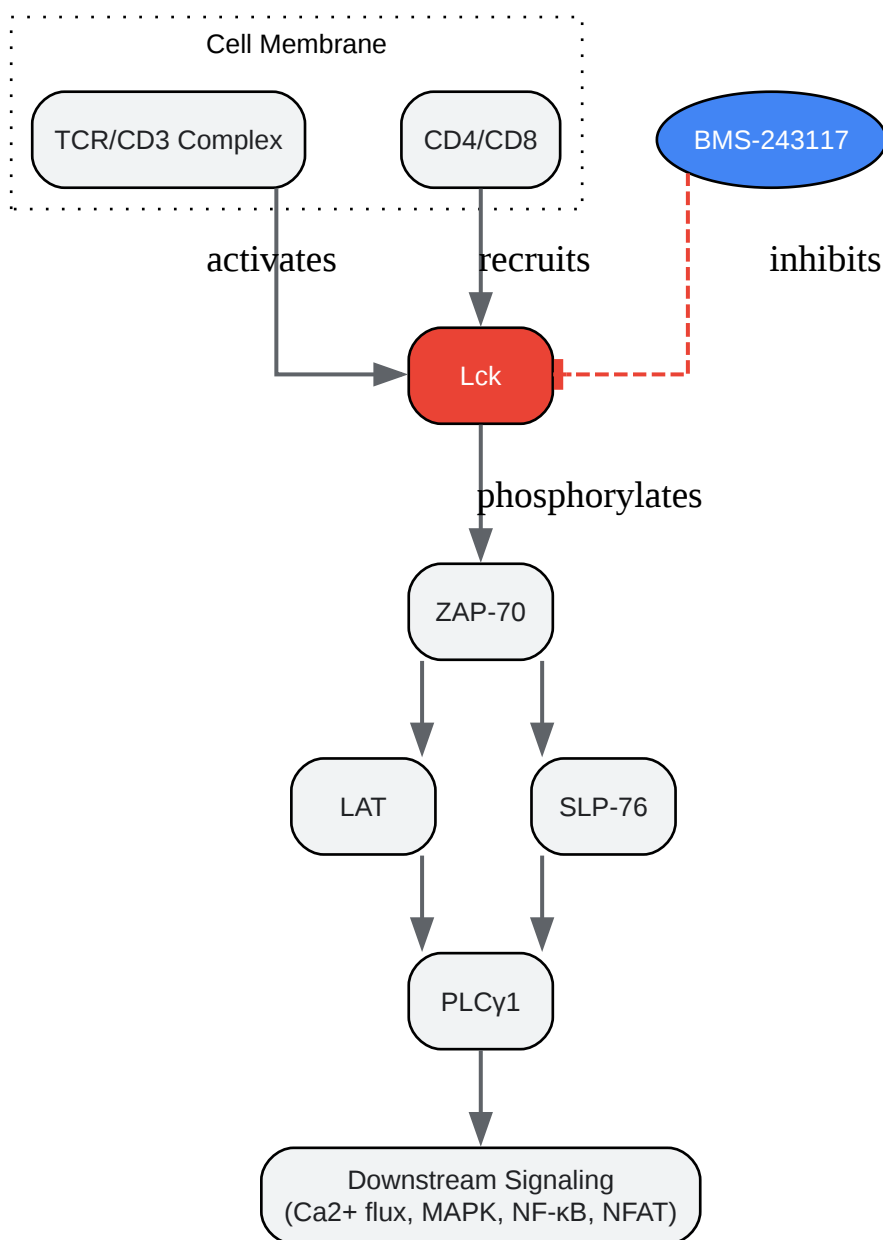 Cell Membrane
TCR/CD3 Complex
CD4/CD8
BMS-243117
activates
recruits
inhibits
Lck
phosphorylates
ZAP-70
LAT
SLP-76
PLCγ1
Downstream Signaling
(Ca2+ flux, MAPK, NF-κB, NFAT)